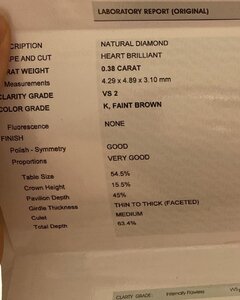 LABORATORY REPORT (ORIGINAL)
CRIPTION NATURAL DIAMOND
PE AND CUT HEART BRILLIANT
RAT WEIGHT 0.38 CARAT
Measurements 4.29 x 4.89 x 3.10 mm
CLARITY GRADE VS 2
COLOR GRADE K, FAINT BROWN
Fluorescence NONE
FINISH
Polish - Symmetry GOOD
Proportions VERY GOOD
Table Size 54.5%
Crown Height 15.5%
Pavilion Depth 45%
Girdle Thickness THIN TO THICK (FACETED)
Culet MEDIUM
Total Depth 63.4%
CLARITY GRADE Internally Flawless VVS